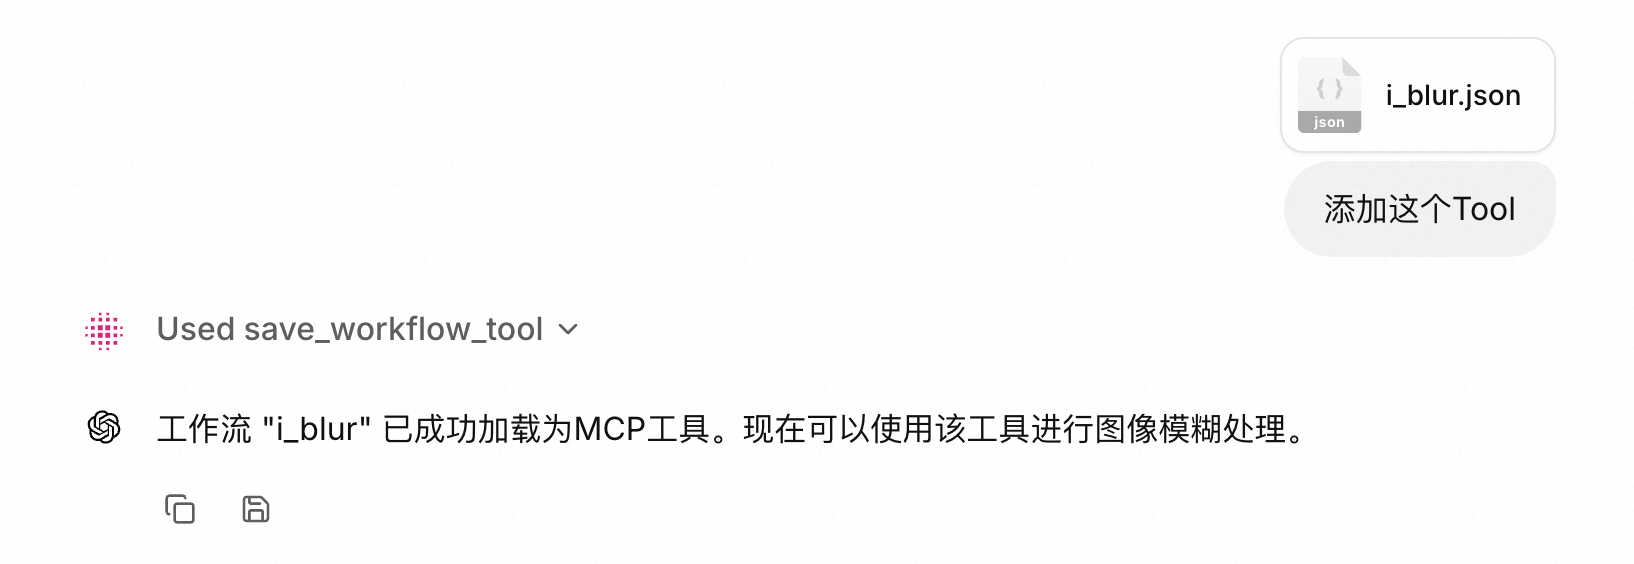 i_blur.json
{ }
json
添加这个Tool
Used save_workflow_tool
工作流 "i_blur" 已成功加载为MCP工具。现在可以使用该工具进行图像模糊处理。